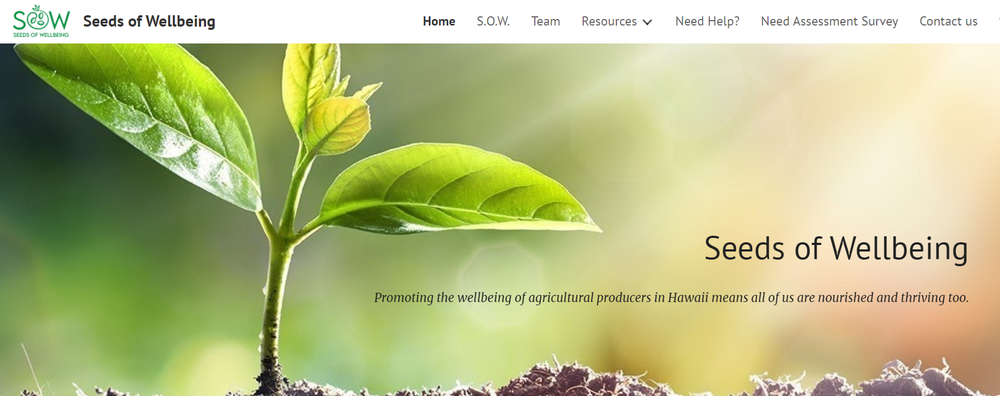 SOW
SEEDS OF WELLBEING
Seeds of Wellbeing
Home
S.O.W.
Team
Resources
Need Help?
Need Assessment Survey
Contact us
Seeds of Wellbeing
Promoting the wellbeing of agricultural producers in Hawaii means all of us are nourished and thriving too.